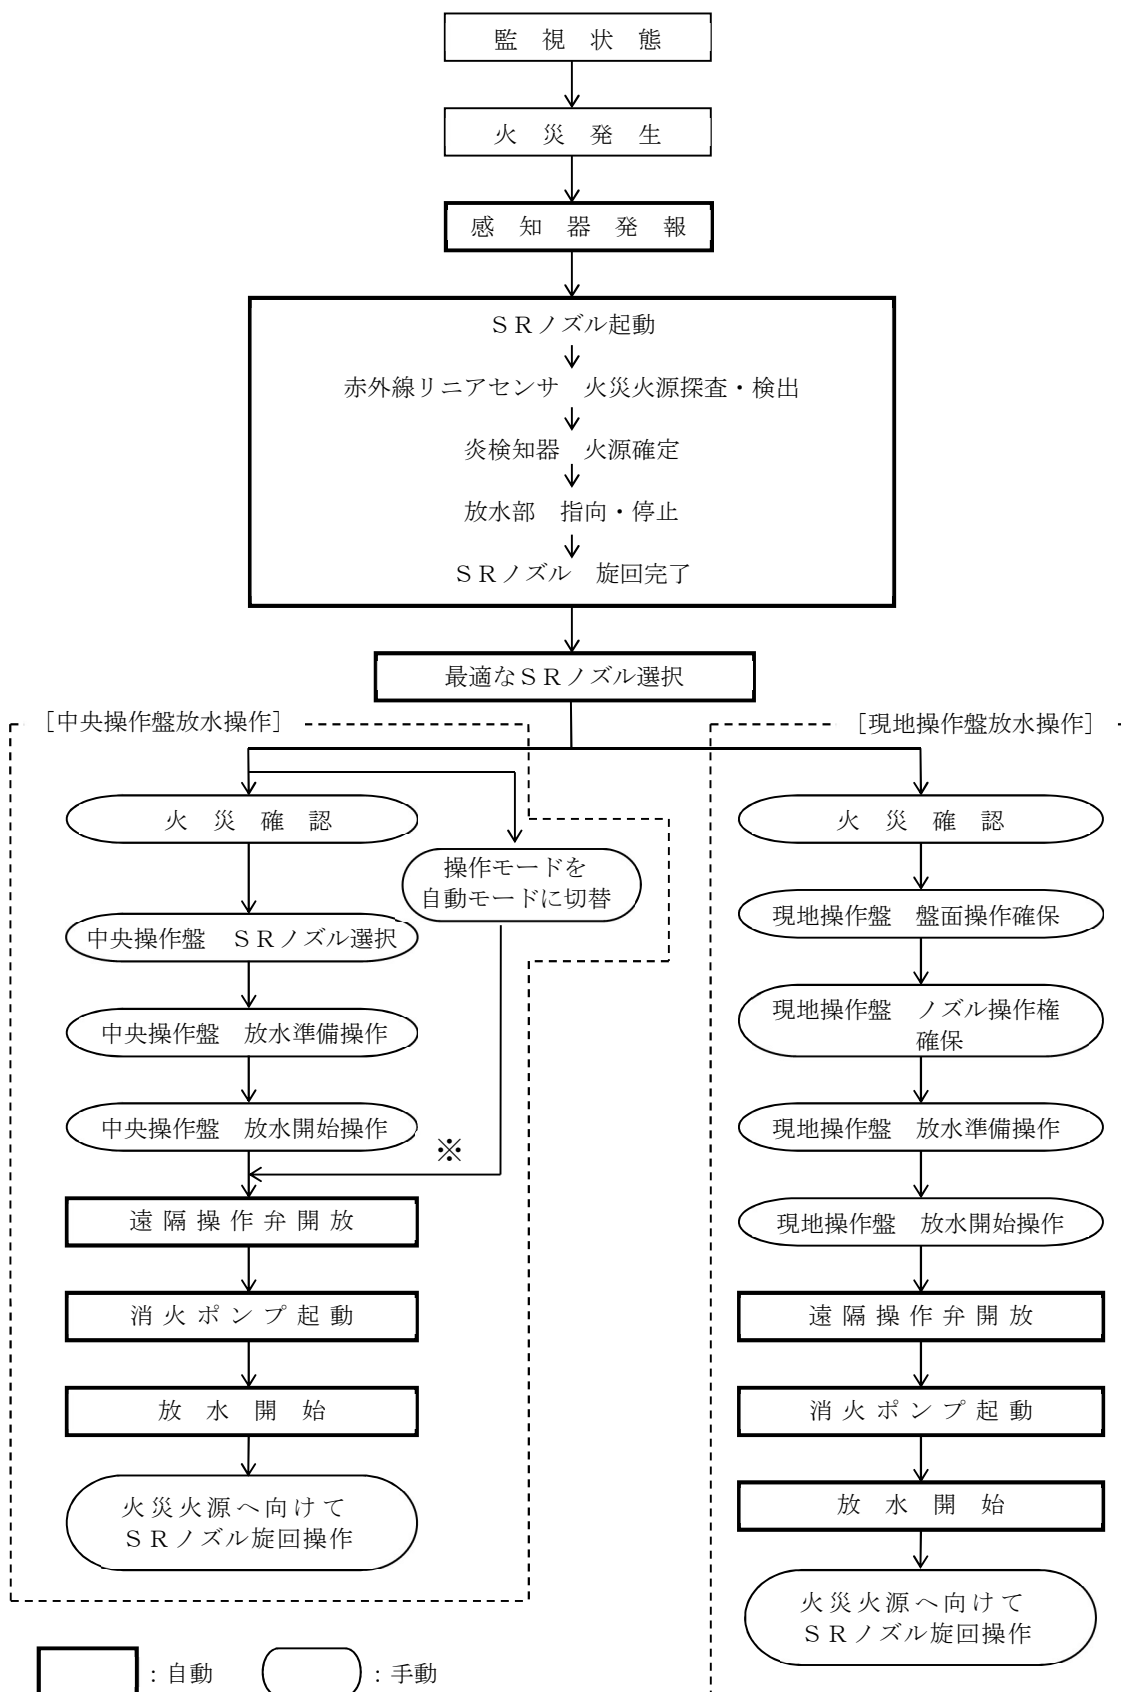 監視状態
火災発生
感知器発報
ＳＲノズル起動
赤外線リニアセンサ　火災火源探査・検出
炎検知器　火源確定
放水部　指向・停止
ＳＲノズル　旋回完了
最適なＳＲノズル選択
［中央操作盤放水操作］
火災確認
操作モードを
自動モードに切替
中央操作盤　ＳＲノズル選択
中央操作盤　放水準備操作
中央操作盤　放水開始操作
※
遠隔操作弁開放
消火ポンプ起動
放水開始
火災火源へ向けて
ＳＲノズル旋回操作
［現地操作盤放水操作］
火災確認
現地操作盤　盤面操作確保
現地操作盤　ノズル操作権
確保
現地操作盤　放水準備操作
現地操作盤　放水開始操作
遠隔操作弁開放
消火ポンプ起動
放水開始
火災火源へ向けて
ＳＲノズル旋回操作
：自動
：手動